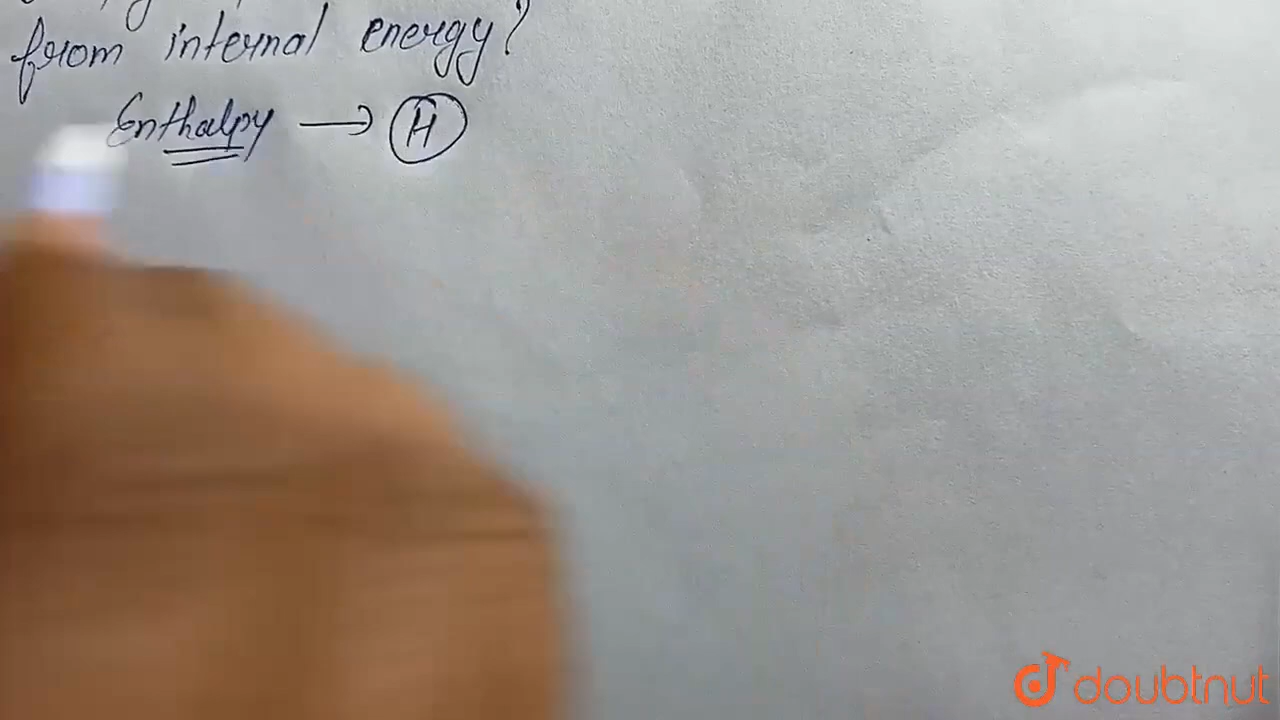 from internal energy?
Enthalpy → H
doubtnut